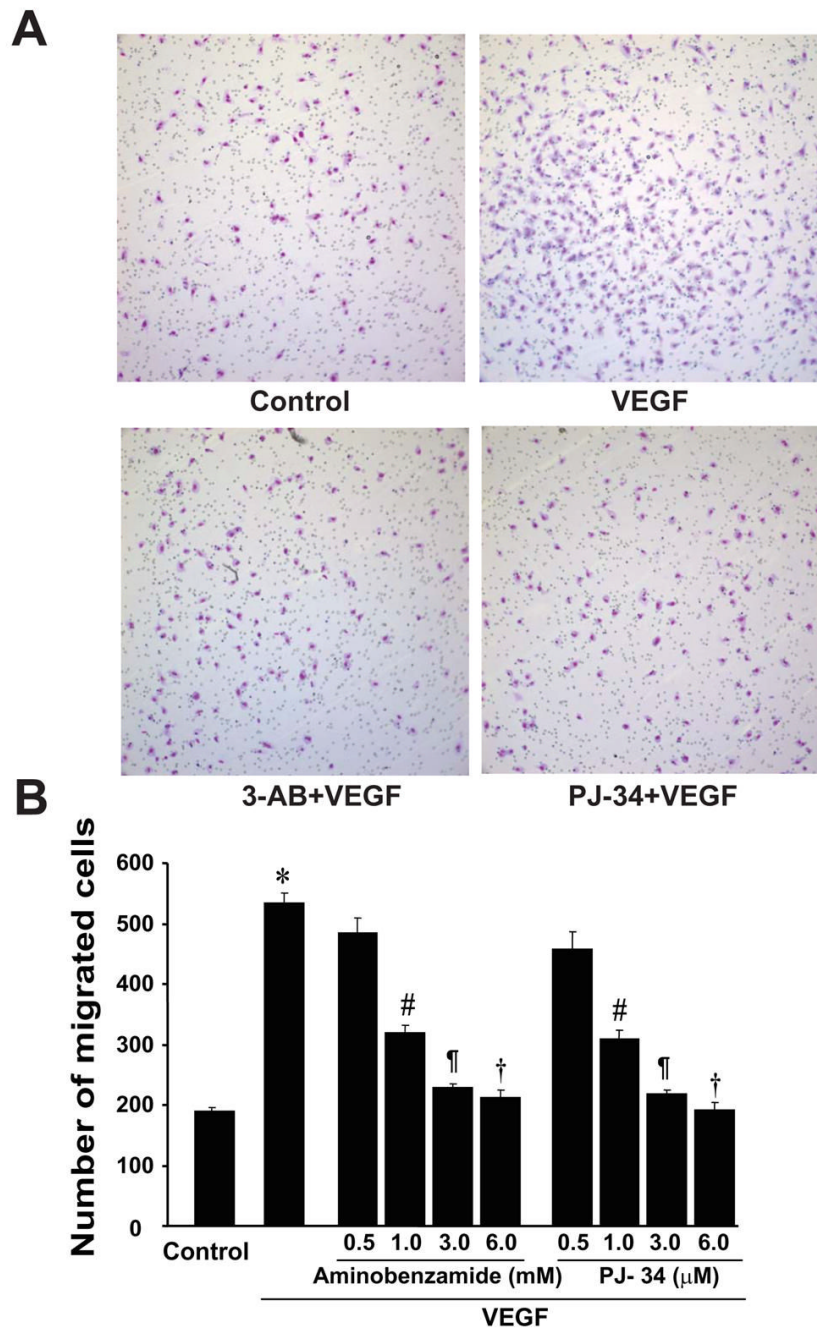 A
Control VEGF
3-AB+VEGF PJ-34+VEGF
B
Number of migrated cells
600
500
400
300
200
100
0
*
#
¶
†
#
¶
†
Control
0.5 1.0 3.0 6.0 0.5 1.0 3.0 6.0
Aminobenzamide (mM) PJ- 34 (μM)
VEGF